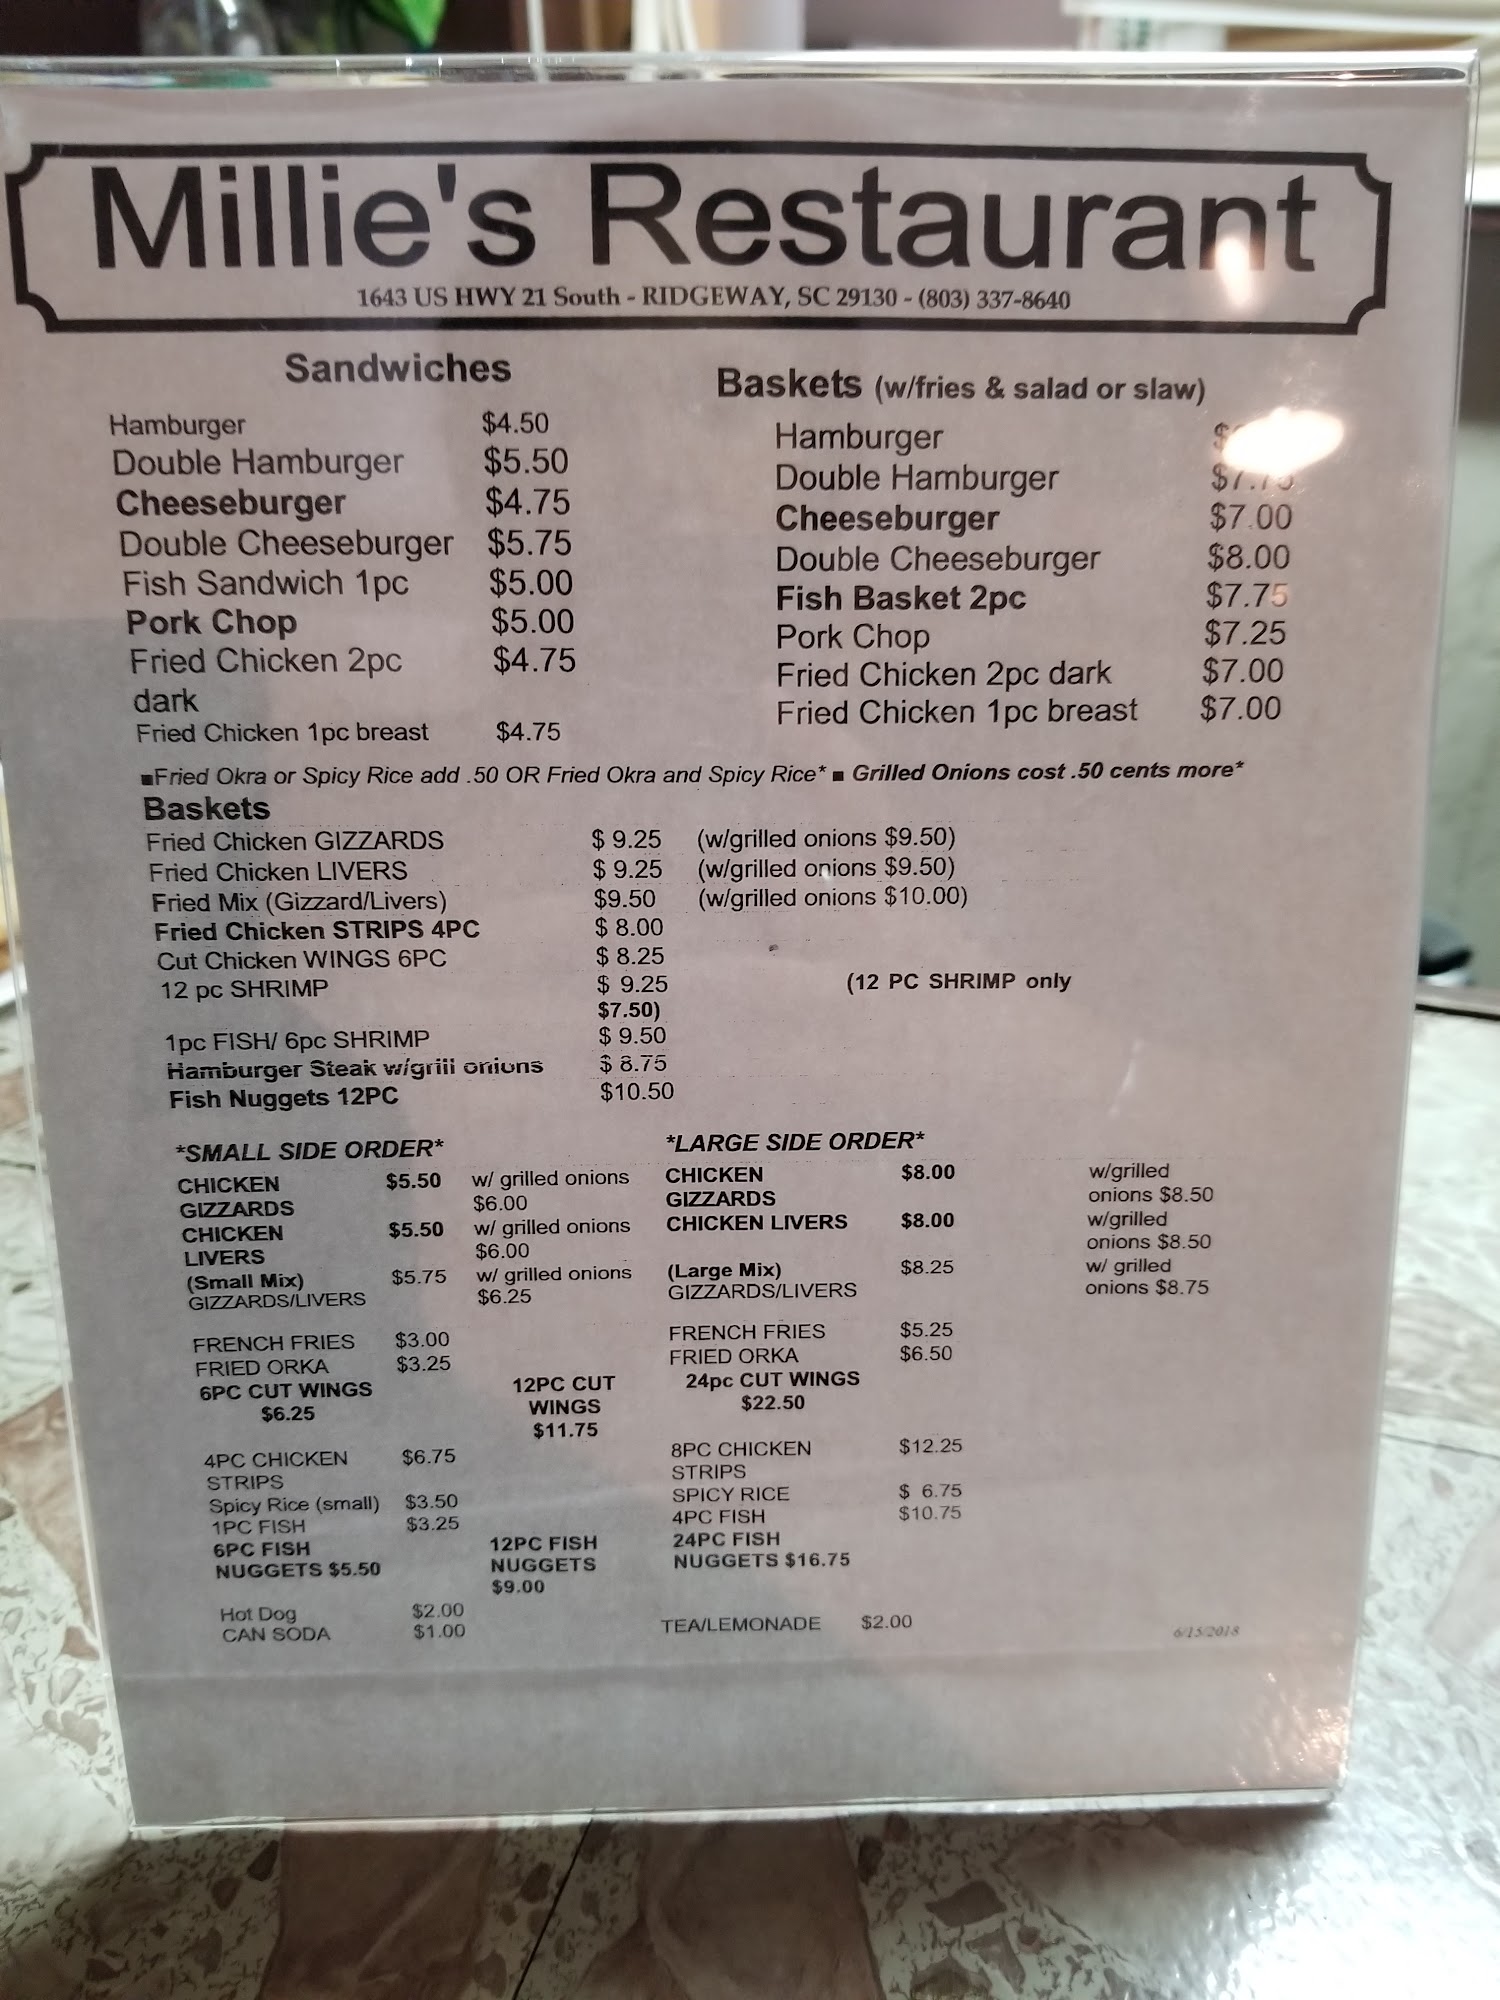 Millie's Restaurant
1643 US HWY 21 South - RIDGEWAY, SC 29130 - (803) 337-8640
Sandwiches
Hamburger $4.50
Double Hamburger $5.50
Cheeseburger $4.75
Double Cheeseburger $5.75
Fish Sandwich 1pc $5.00
Pork Chop $5.00
Fried Chicken 2pc $4.75
dark
Fried Chicken 1pc breast $4.75
Baskets (w/fries & salad or slaw)
Hamburger
Double Hamburger
Cheeseburger $7.00
Double Cheeseburger $8.00
Fish Basket 2pc $7.75
Pork Chop $7.25
Fried Chicken 2pc dark $7.00
Fried Chicken 1pc breast $7.00
■Fried Okra or Spicy Rice add .50 OR Fried Okra and Spicy Rice* ■ Grilled Onions cost .50 cents more*
Baskets
Fried Chicken GIZZARDS $ 9.25 (w/grilled onions $9.50)
Fried Chicken LIVERS $ 9.25 (w/grilled onions $9.50)
Fried Mix (Gizzard/Livers) $9.50 (w/grilled onions $10.00)
Fried Chicken STRIPS 4PC $ 8.00
Cut Chicken WINGS 6PC $ 8.25
12 pc SHRIMP $ 9.25 (12 PC SHRIMP only
$7.50)
1pc FISH/ 6pc SHRIMP $ 9.50
Hamburger Steak w/grill onions $ 8.75
Fish Nuggets 12PC $10.50
*SMALL SIDE ORDER*
CHICKEN $5.50 w/ grilled onions
GIZZARDS $6.00
CHICKEN $5.50 w/ grilled onions
LIVERS $6.00
(Small Mix) $5.75 w/ grilled onions
GIZZARDS/LIVERS $6.25
FRENCH FRIES $3.00
FRIED ORKA $3.25
6PC CUT WINGS 12PC CUT
$6.25 WINGS
$11.75
4PC CHICKEN $6.75
STRIPS
Spicy Rice (small) $3.50
1PC FISH $3.25
6PC FISH 12PC FISH
NUGGETS $5.50 NUGGETS
$9.00
Hot Dog $2.00
CAN SODA $1.00
*LARGE SIDE ORDER*
CHICKEN $8.00 w/grilled
GIZZARDS onions $8.50
CHICKEN LIVERS $8.00 w/grilled
onions $8.50
(Large Mix) $8.25 w/ grilled
GIZZARDS/LIVERS onions $8.75
FRENCH FRIES $5.25
FRIED ORKA $6.50
24pc CUT WINGS
$22.50
8PC CHICKEN $12.25
STRIPS
SPICY RICE $ 6.75
4PC FISH $10.75
24PC FISH
NUGGETS $16.75
TEA/LEMONADE $2.00
6/15/2018